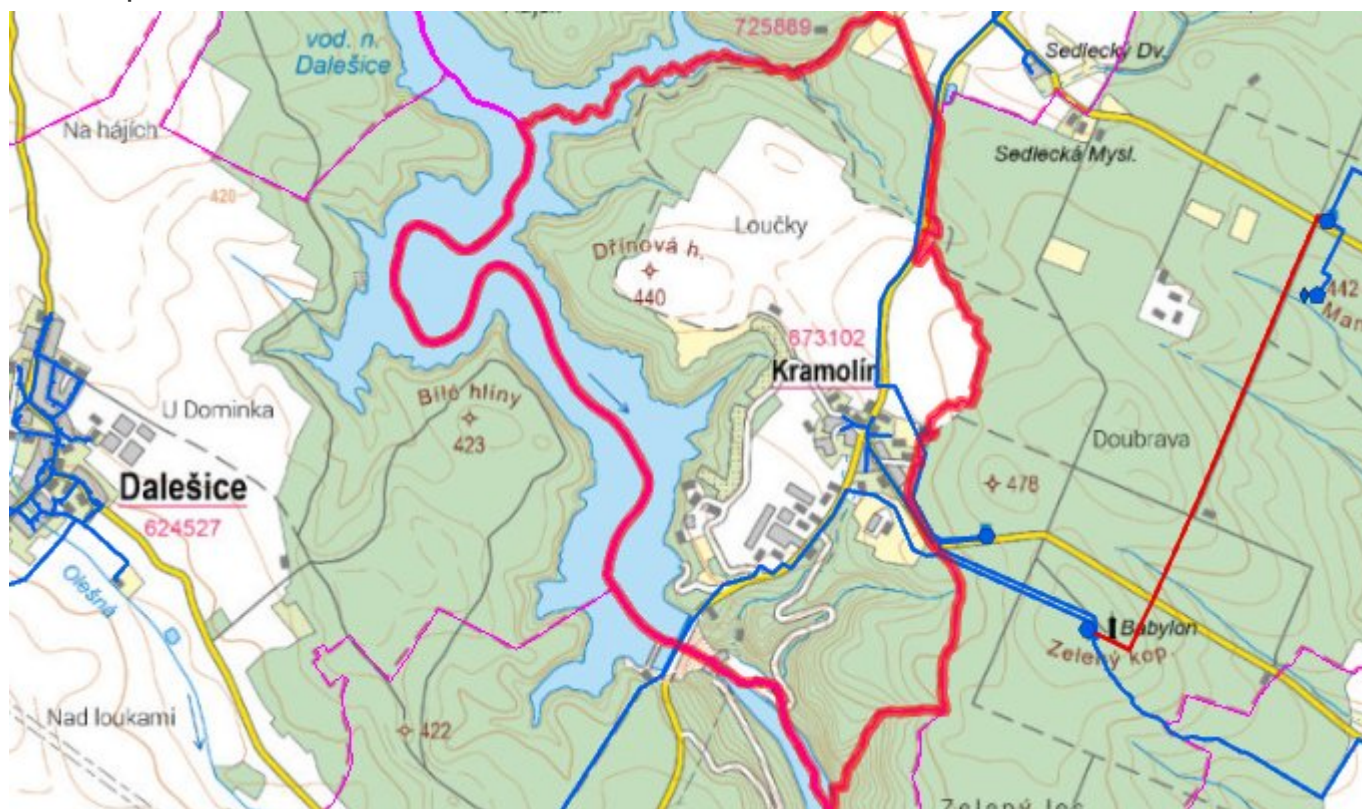 725889
vod. n.
Dalešice
Sedlecký Dv.
Na hájích
Sedlecká Mysl.
420
Loučky
Dřínová h.
440
442
673102
Kramolín
Bílé hlíny
423
U Dominka
Doubrava
478
Dalešice
624527
Olešná
Babylon
Zelený kop.
Nad loukami
422